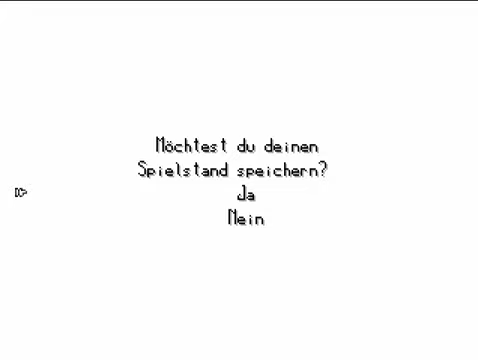 Möchtest du deinen
Spielstand speichern?
Ja
Nein